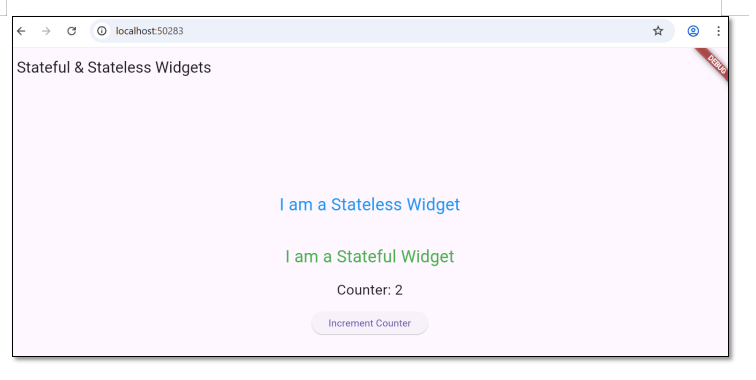 localhost:50283
Stateful & Stateless Widgets
DEBUG
I am a Stateless Widget
I am a Stateful Widget
Counter: 2
Increment Counter